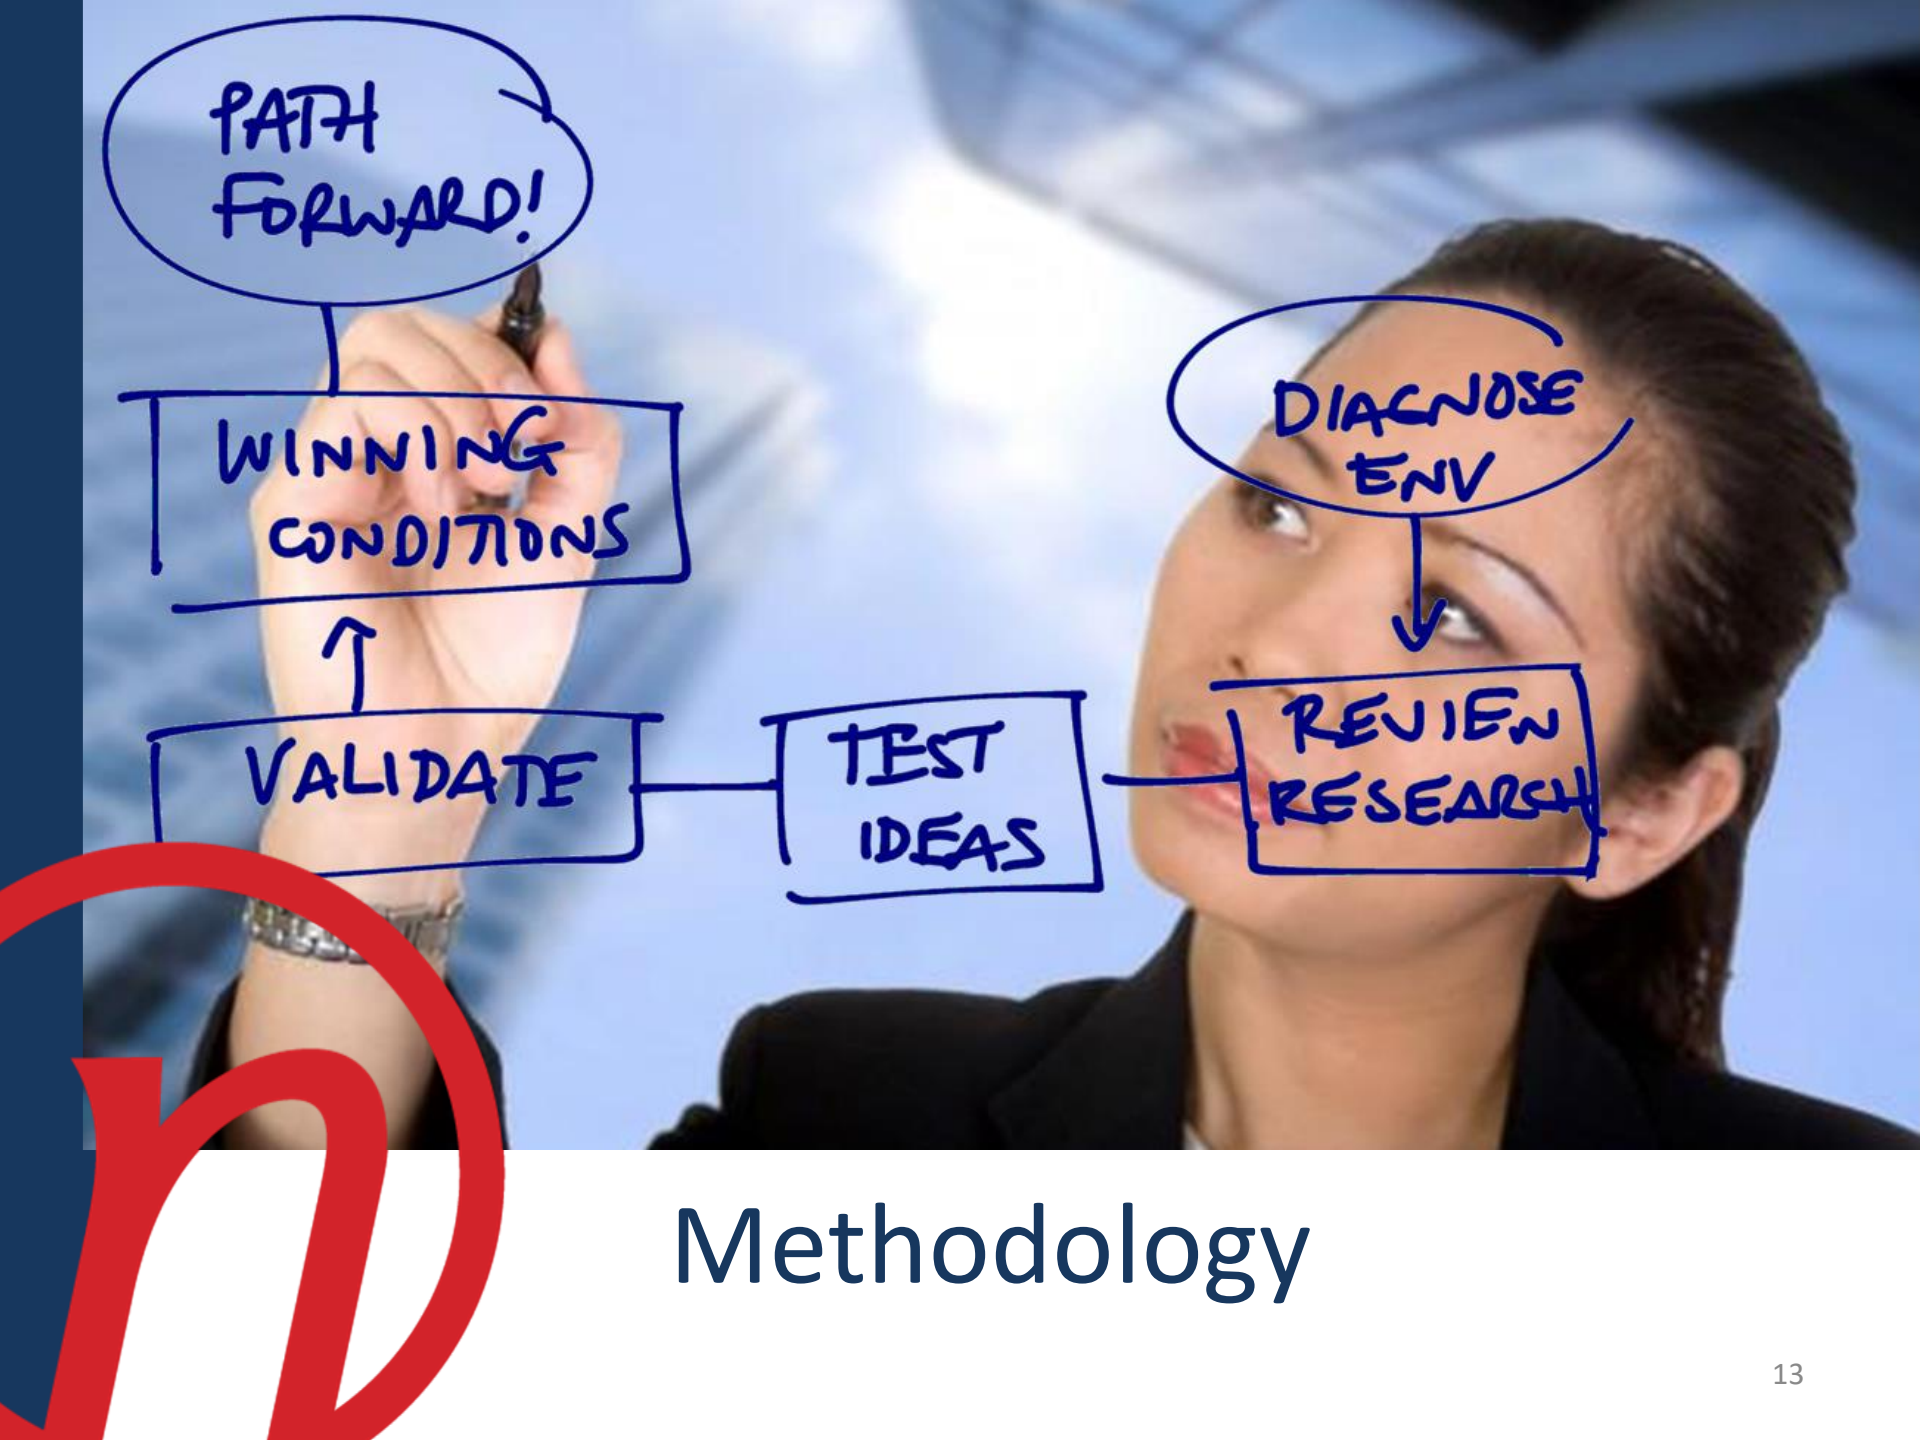 PATH
FORWARD!
WINNING
CONDITIONS
VALIDATE
TEST
IDEAS
DIAGNOSE
ENV
REVIEW
RESEARCH
n
Methodology
13